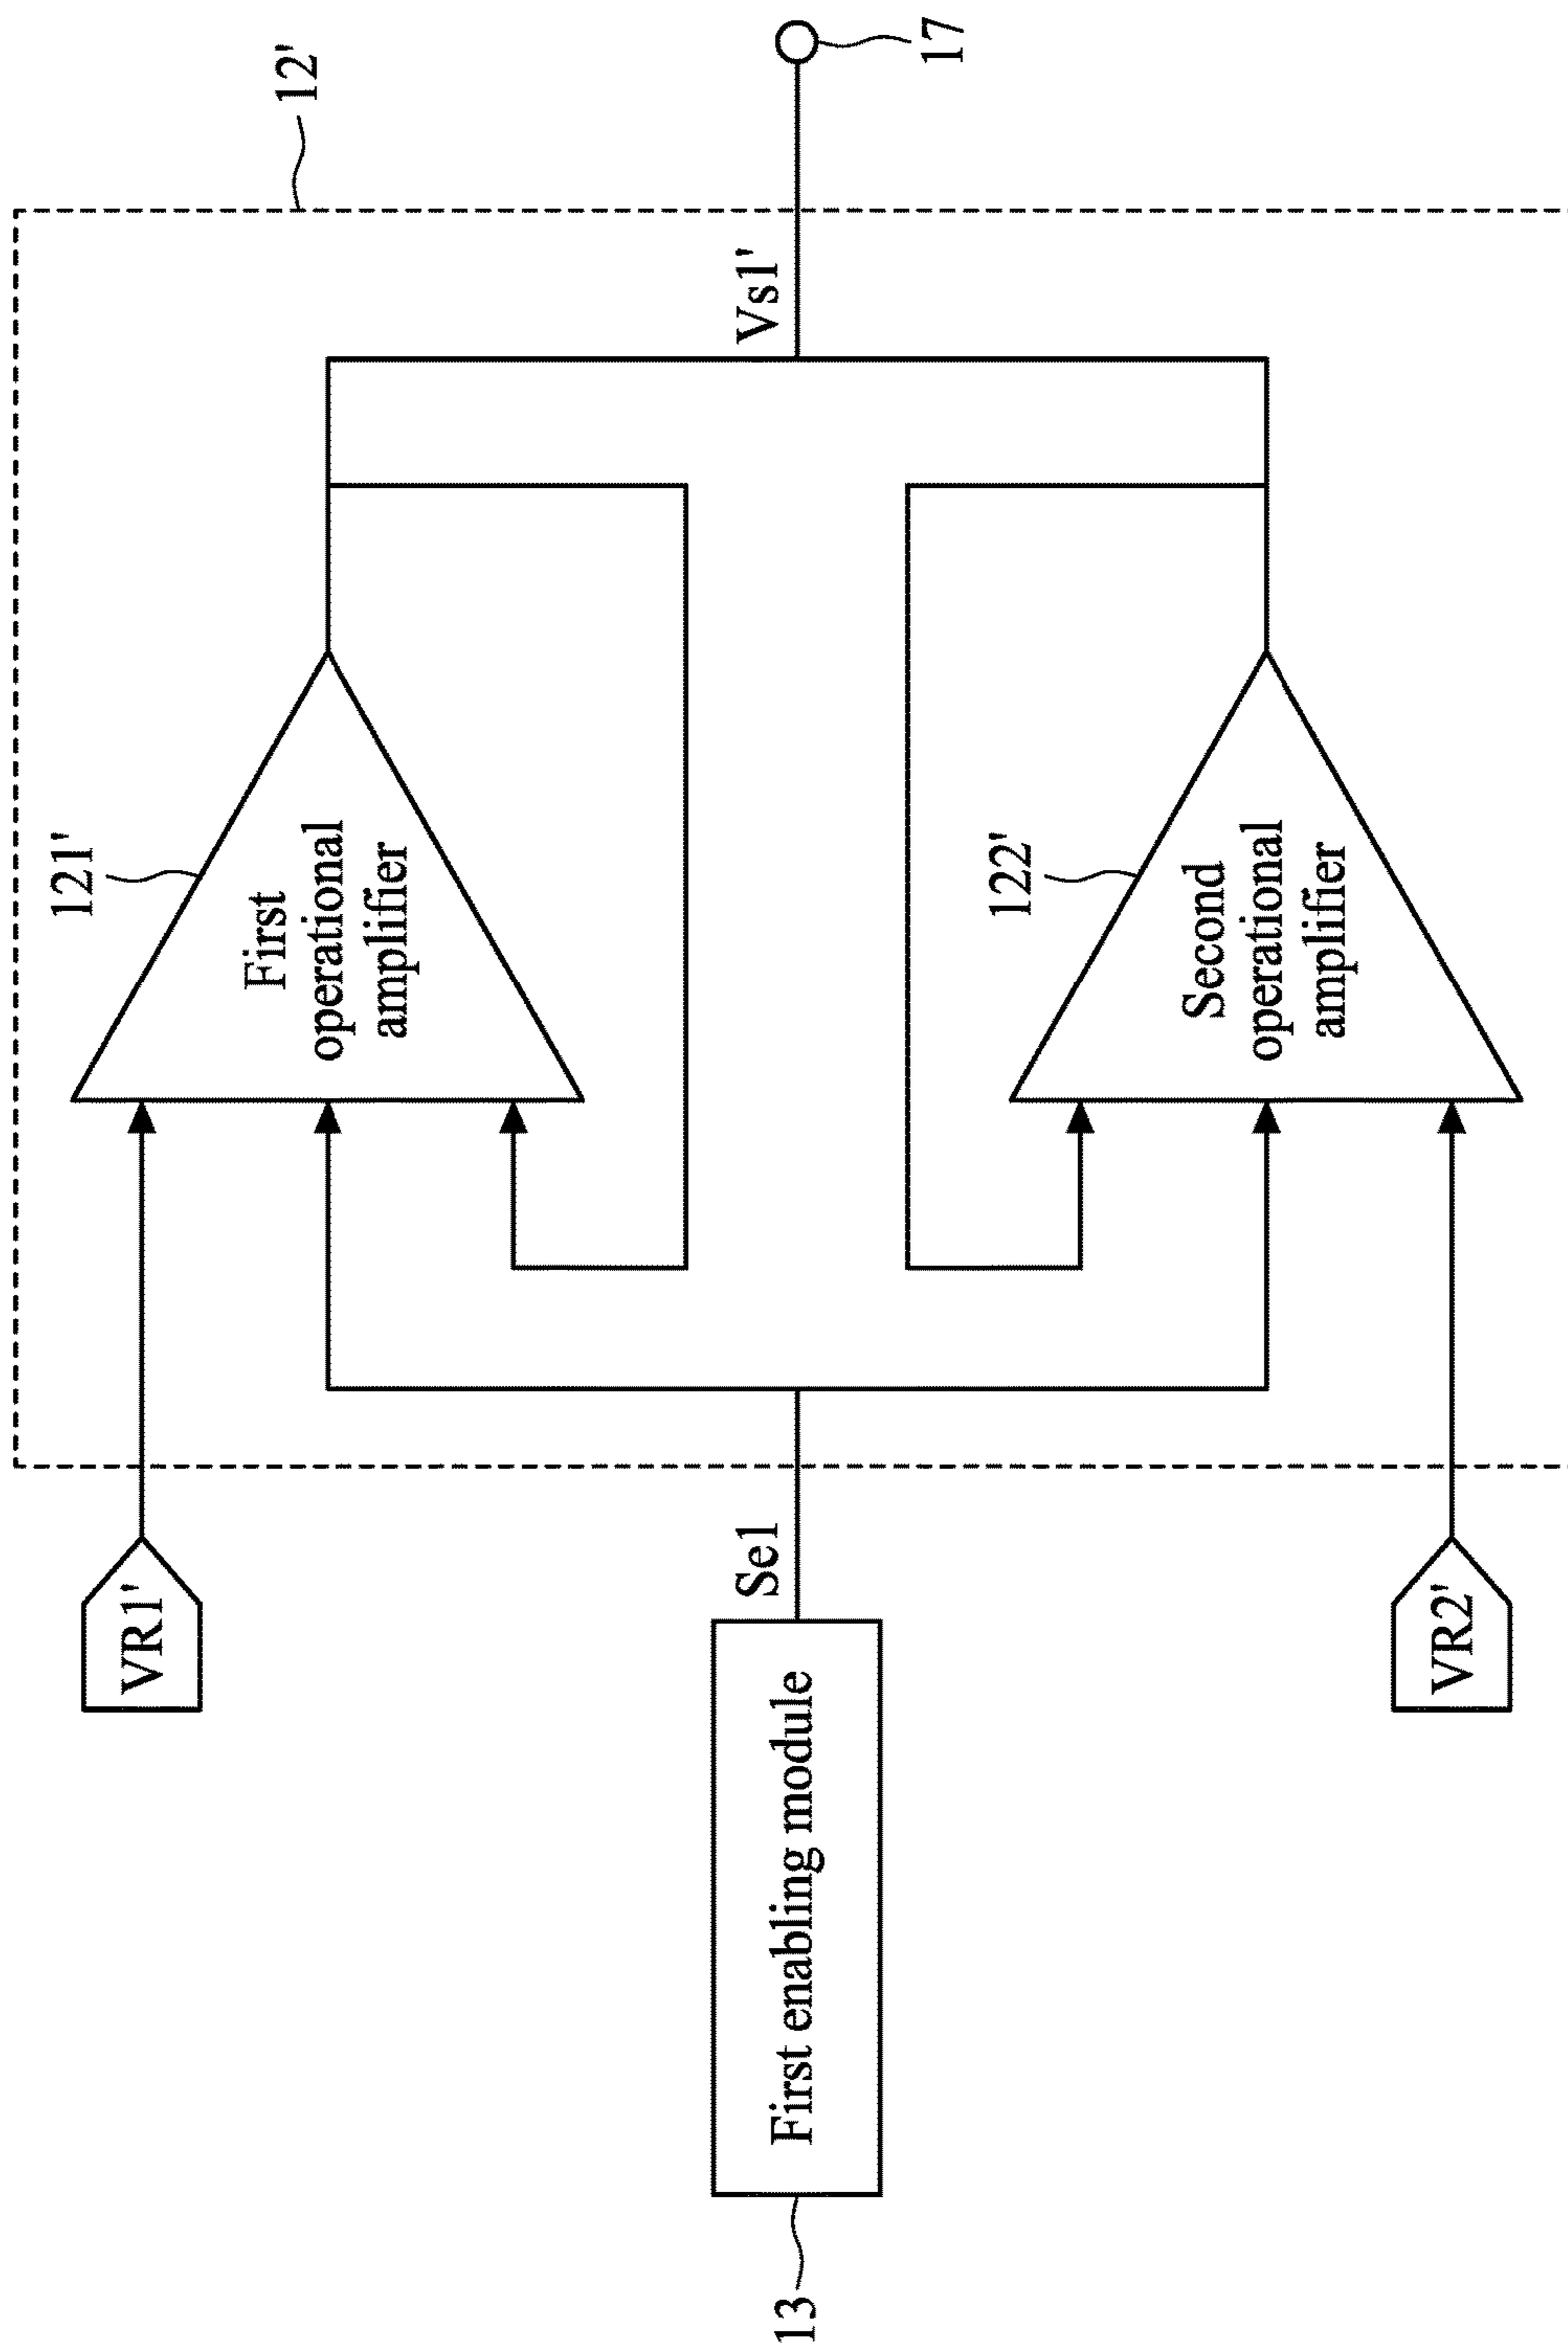 12'
17
VR1'
121'
First
operational
amplifier
Vs1'
First enabling module
Se1
13
122'
Second
operational
amplifier
VR2'